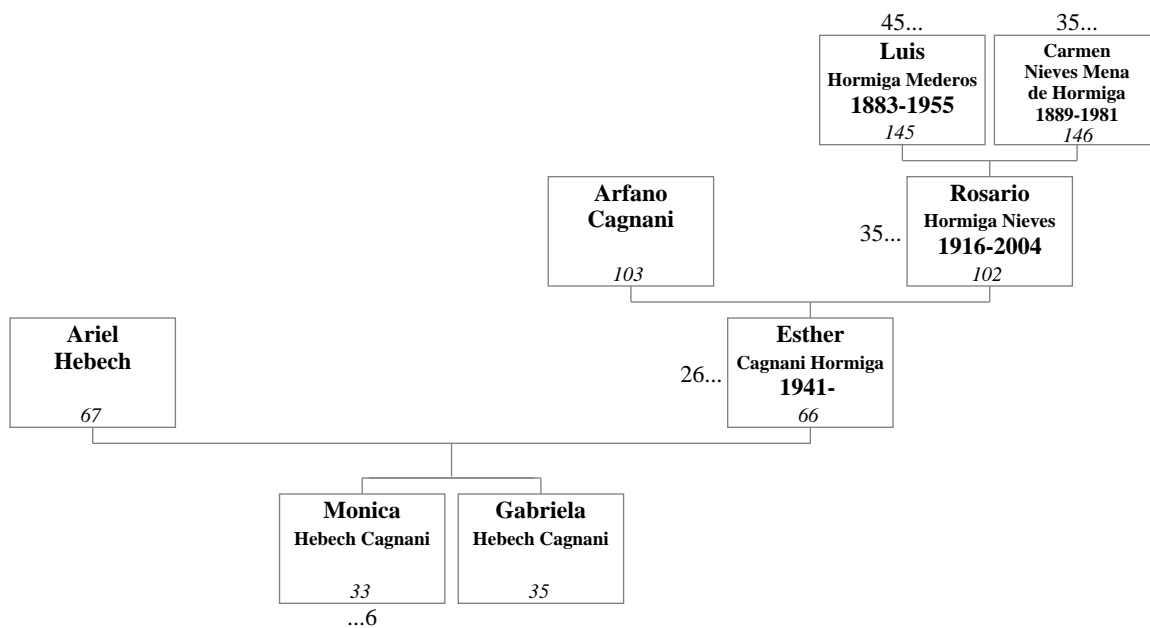 45...
Luis
Hormiga Mederos
1883-1955
145
35...
Carmen
Nieves Mena
de Hormiga
1889-1981
146
Arfano
Cagnani
103
35...
Rosario
Hormiga Nieves
1916-2004
102
Ariel
Hebech
67
26...
Esther
Cagnani Hormiga
1941-
66
Monica
Hebech Cagnani
33
...6
Gabriela
Hebech Cagnani
35